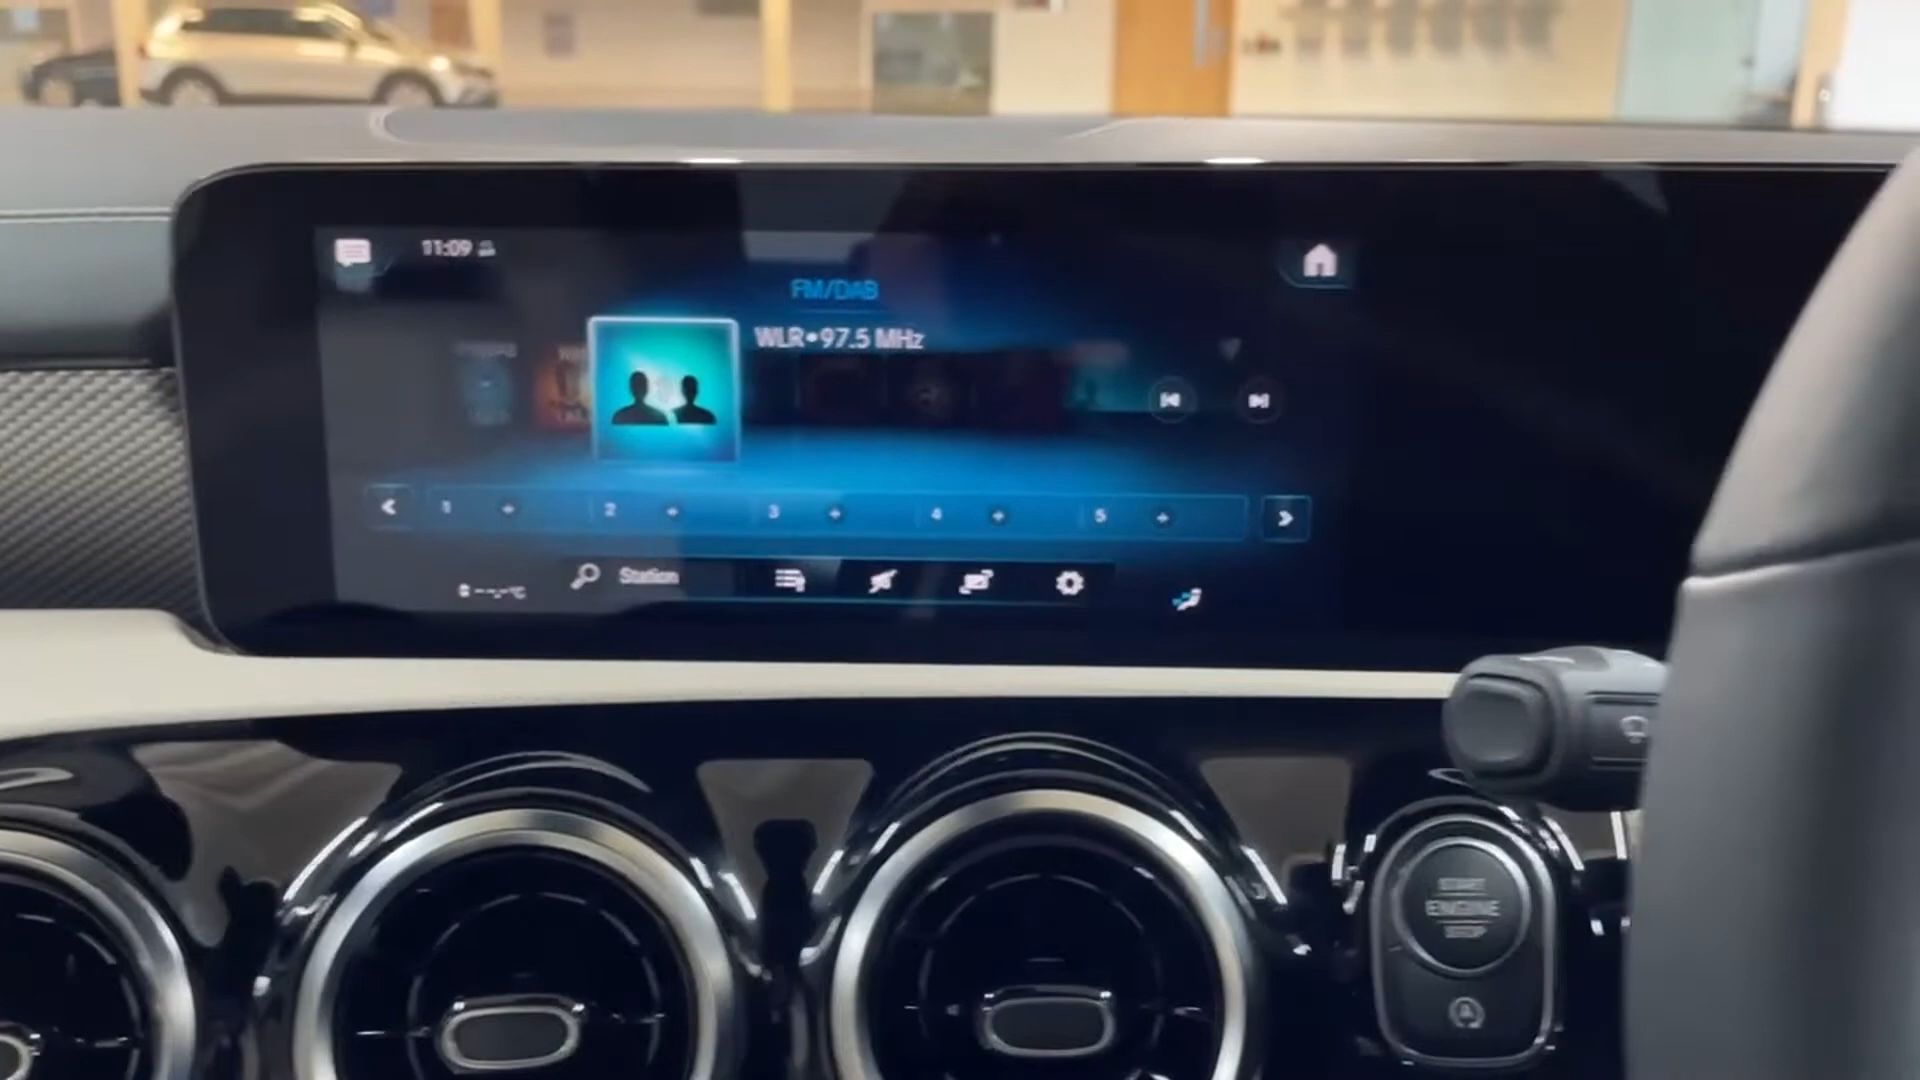 11:09
FM/DAB
WLR•97.5 MHz
1 + 2 + 3 + 4 + 5 +
--.-°C
Station
START
ENGINE
STOP
A